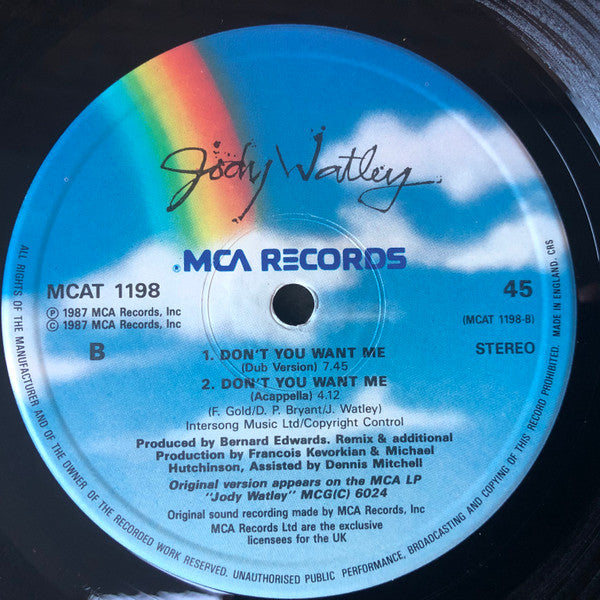 Jody Watley
MCA RECORDS
MCAT 1198
℗ 1987 MCA Records, Inc
© 1987 MCA Records, Inc
B
45
(MCAT 1198-B)
STEREO
1. DON'T YOU WANT ME
(Dub Version) 7.45
2. DON'T YOU WANT ME
(Acappella) 4.12
(F. Gold/D. P. Bryant/J. Watley)
Intersong Music Ltd/Copyright Control
Produced by Bernard Edwards. Remix & additional
Production by Francois Kevorkian & Michael
Hutchinson, Assisted by Dennis Mitchell
Original version appears on the MCA LP
"Jody Watley" MCG(C) 6024
Original sound recording made by MCA Records, Inc
MCA Records Ltd are the exclusive
licensees for the UK
ALL RIGHTS OF THE MANUFACTURER AND OF THE OWNER OF THE RECORDED WORK RESERVED. UNAUTHORISED PUBLIC PERFORMANCE, BROADCASTING AND COPYING OF THIS RECORD PROHIBITED. MADE IN ENGLAND. CRS